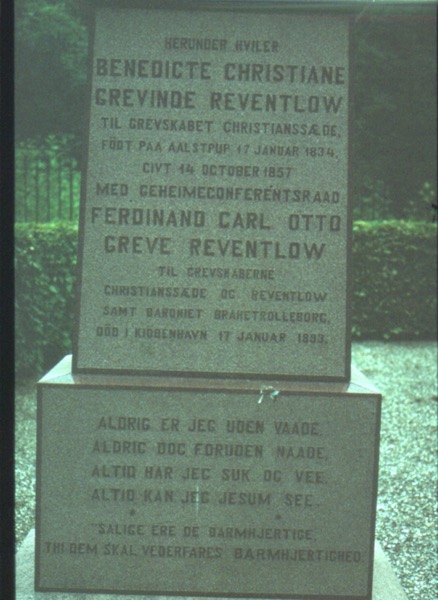 HERUNDER HVILER
BENEDICTE CHRISTIANE
GREVINDE REVENTLOW
TIL GREVSKABET CHRISTIANSSÆDE,
FÖDT PAA AALSTRUP 17 JANUAR 1834.
GIVT 14 OCTOBER 1857
MED GEHEIMECONFERENTSRAAD
FERDINAND CARL OTTO
GREVE REVENTLOW
TIL GREVSKABERNE
CHRISTIANSSÆDE OG REVENTLOW
SAMT BARONIET BRAHETROLLEBORG,
DÖD I KIÖBENHAVN 17 JANUAR 1893.
ALDRIG ER JEG UDEN VAADE,
ALDRIG DOG FORUDEN NAADE,
ALTID HAR JEG SUK OG VEE,
ALTID KAN JEG JESUM SEE.
SALIGE ERE DE BARMHJERTIGE,
THI DEM SKAL VEDERFARES BARMHJERTIGHED.